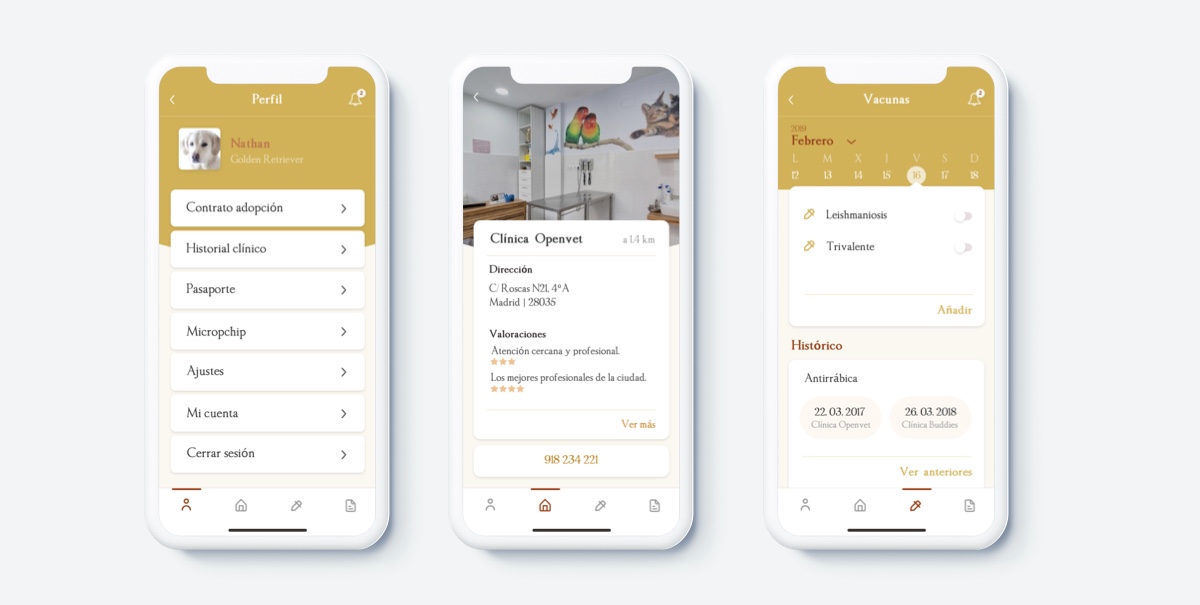 Perfil
2
Nathan
Golden Retriever
Contrato adopción
Historial clínico
Pasaporte
Micropchip
Ajustes
Mi cuenta
Cerrar sesión
Clínica Openvet
a 1.4 km
Dirección
C/ Roscas N21, 4ºA
Madrid | 28035
Valoraciones
Atención cercana y profesional.
Los mejores profesionales de la ciudad.
Ver más
918 234 221
Vacunas
2
2019
Febrero
L M X J V S D
12 13 14 15 16 17 18
Leishmaniosis
Trivalente
Añadir
Histórico
Antirrábica
22. 03. 2017
Clínica Openvet
26. 03. 2018
Clínica Buddies
Ver anteriores